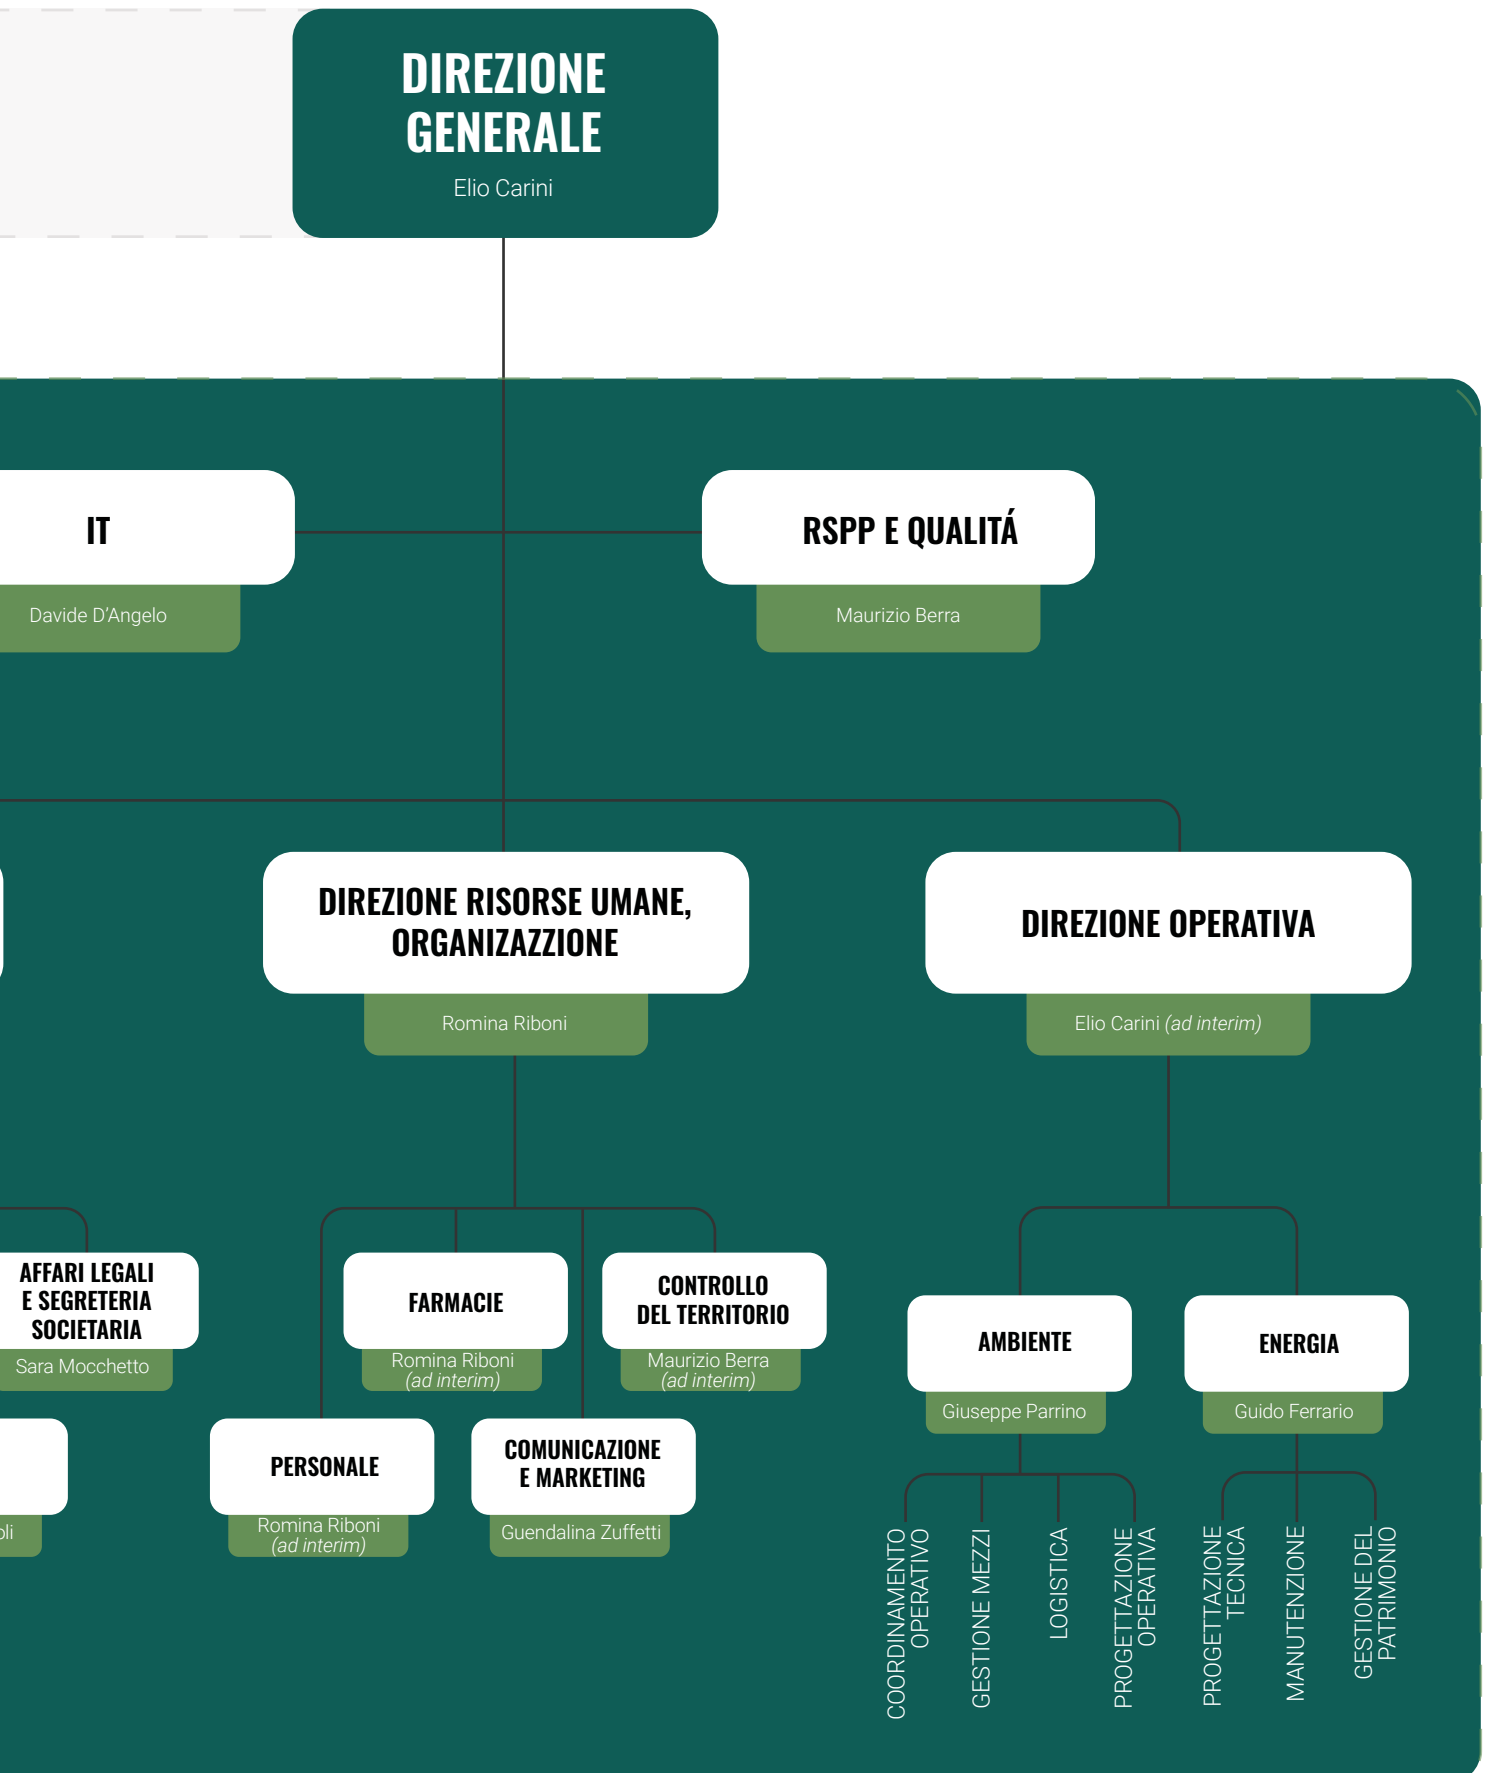 DIREZIONE
GENERALE
Elio Carini
IT
Davide D'Angelo
RSPP E QUALITÁ
Maurizio Berra
DIREZIONE RISORSE UMANE,
ORGANIZAZZIONE
Romina Riboni
DIREZIONE OPERATIVA
Elio Carini (ad interim)
AFFARI LEGALI
E SEGRETERIA
SOCIETARIA
Sara Mocchetto
FARMACIE
Romina Riboni
(ad interim)
CONTROLLO
DEL TERRITORIO
Maurizio Berra
(ad interim)
PERSONALE
Romina Riboni
(ad interim)
COMUNICAZIONE
E MARKETING
Guendalina Zuffetti
AMBIENTE
Giuseppe Parrino
ENERGIA
Guido Ferrario
COORDINAMENTO
OPERATIVO
GESTIONE MEZZI
LOGISTICA
PROGETTAZIONE
OPERATIVA
PROGETTAZIONE
TECNICA
MANUTENZIONE
GESTIONE DEL
PATRIMONIO